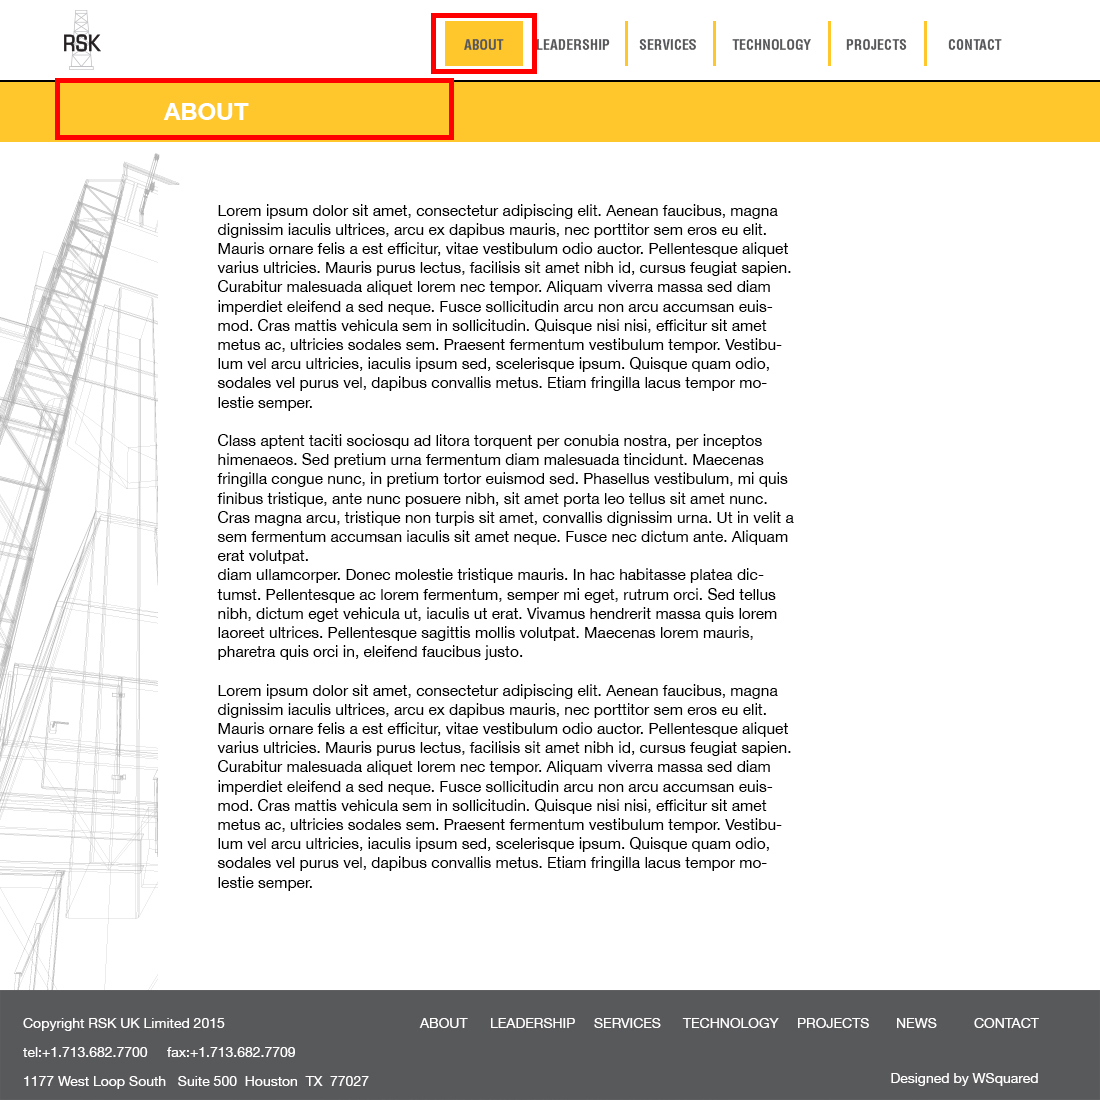 RSK
ABOUT LEADERSHIP SERVICES TECHNOLOGY PROJECTS CONTACT
ABOUT
Lorem ipsum dolor sit amet, consectetur adipiscing elit. Aenean faucibus, magna
dignissim iaculis ultrices, arcu ex dapibus mauris, nec porttitor sem eros eu elit.
Mauris ornare felis a est efficitur, vitae vestibulum odio auctor. Pellentesque aliquet
varius ultricies. Mauris purus lectus, facilisis sit amet nibh id, cursus feugiat sapien.
Curabitur malesuada aliquet lorem nec tempor. Aliquam viverra massa sed diam
imperdiet eleifend a sed neque. Fusce sollicitudin arcu non arcu accumsan euis-
mod. Cras mattis vehicula sem in sollicitudin. Quisque nisi nisi, efficitur sit amet
metus ac, ultricies sodales sem. Praesent fermentum vestibulum tempor. Vestibu-
lum vel arcu ultricies, iaculis ipsum sed, scelerisque ipsum. Quisque quam odio,
sodales vel purus vel, dapibus convallis metus. Etiam fringilla lacus tempor mo-
lestie semper.
Class aptent taciti sociosqu ad litora torquent per conubia nostra, per inceptos
himenaeos. Sed pretium urna fermentum diam malesuada tincidunt. Maecenas
fringilla congue nunc, in pretium tortor euismod sed. Phasellus vestibulum, mi quis
finibus tristique, ante nunc posuere nibh, sit amet porta leo tellus sit amet nunc.
Cras magna arcu, tristique non turpis sit amet, convallis dignissim urna. Ut in velit a
sem fermentum accumsan iaculis sit amet neque. Fusce nec dictum ante. Aliquam
erat volutpat.
diam ullamcorper. Donec molestie tristique mauris. In hac habitasse platea dic-
tumst. Pellentesque ac lorem fermentum, semper mi eget, rutrum orci. Sed tellus
nibh, dictum eget vehicula ut, iaculis ut erat. Vivamus hendrerit massa quis lorem
laoreet ultrices. Pellentesque sagittis mollis volutpat. Maecenas lorem mauris,
pharetra quis orci in, eleifend faucibus justo.
Lorem ipsum dolor sit amet, consectetur adipiscing elit. Aenean faucibus, magna
dignissim iaculis ultrices, arcu ex dapibus mauris, nec porttitor sem eros eu elit.
Mauris ornare felis a est efficitur, vitae vestibulum odio auctor. Pellentesque aliquet
varius ultricies. Mauris purus lectus, facilisis sit amet nibh id, cursus feugiat sapien.
Curabitur malesuada aliquet lorem nec tempor. Aliquam viverra massa sed diam
imperdiet eleifend a sed neque. Fusce sollicitudin arcu non arcu accumsan euis-
mod. Cras mattis vehicula sem in sollicitudin. Quisque nisi nisi, efficitur sit amet
metus ac, ultricies sodales sem. Praesent fermentum vestibulum tempor. Vestibu-
lum vel arcu ultricies, iaculis ipsum sed, scelerisque ipsum. Quisque quam odio,
sodales vel purus vel, dapibus convallis metus. Etiam fringilla lacus tempor mo-
lestie semper.
Copyright RSK UK Limited 2015
ABOUT LEADERSHIP SERVICES TECHNOLOGY PROJECTS NEWS CONTACT
tel:+1.713.682.7700 fax:+1.713.682.7709
1177 West Loop South Suite 500 Houston TX 77027
Designed by WSquared